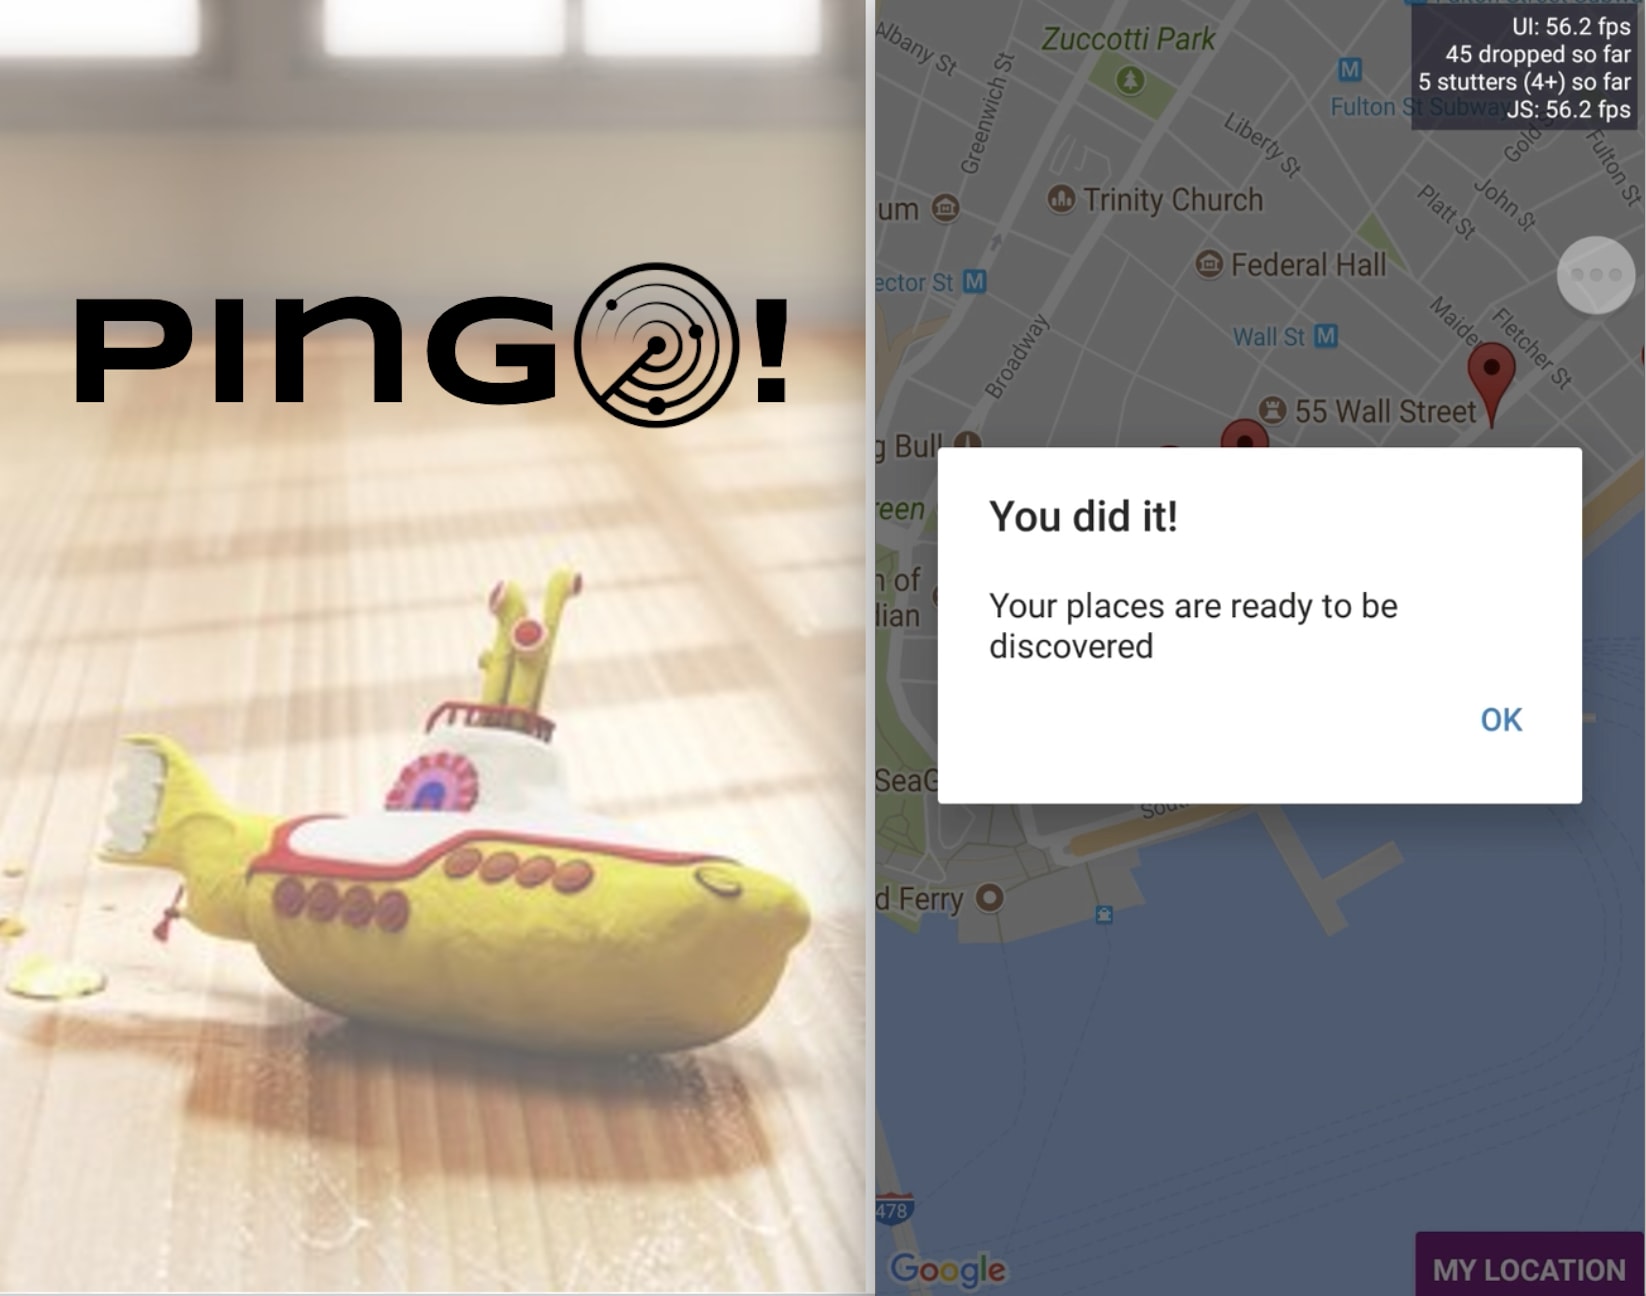 PINGO!
Zuccotti Park
Albany St
Greenwich St
Fulton St Subway
UI: 56.2 fps
45 dropped so far
5 stutters (4+) so far
JS: 56.2 fps
Liberty St
Gold
Fulton St
John St
Platt St
um
Trinity Church
Federal Hall
ector St M
Maiden
Fletcher St
Wall St M
Broadway
55 Wall Street
g Bull
reen
n of
dian
You did it!
Your places are ready to be
discovered
OK
SeaG
South
d Ferry
478
Google
MY LOCATION